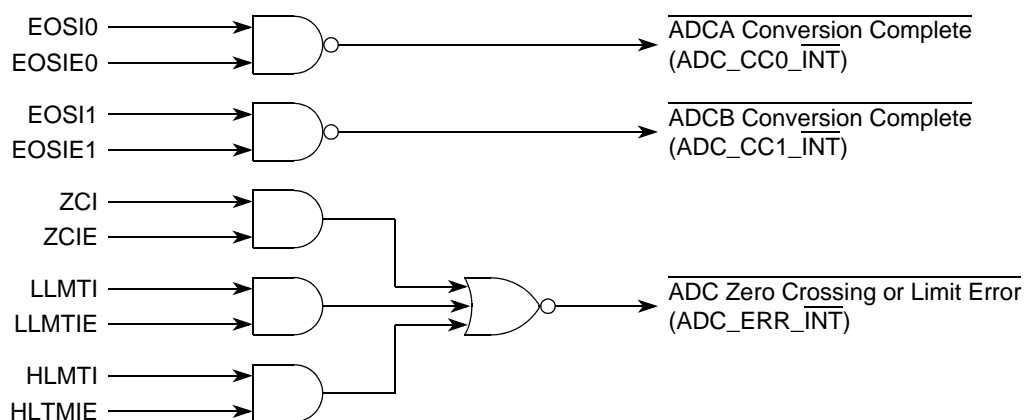 EOSI0
EOSIE0
ADCA Conversion Complete
(ADC_CC0_INT)
EOSI1
EOSIE1
ADCB Conversion Complete
(ADC_CC1_INT)
ZCI
ZCIE
LLMTI
LLMTIE
ADC Zero Crossing or Limit Error
(ADC_ERR_INT)
HLMTI
HLTMIE